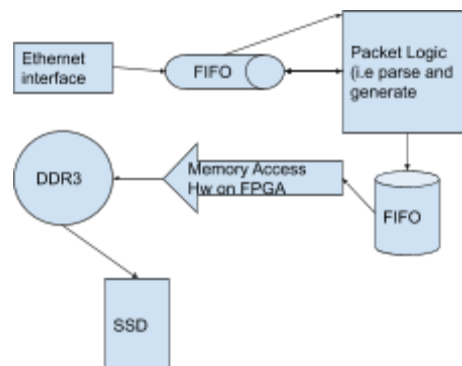 Ethernet
interface
FIFO
Packet Logic
(i.e parse and
generate
DDR3
Memory Access
Hw on FPGA
FIFO
SSD